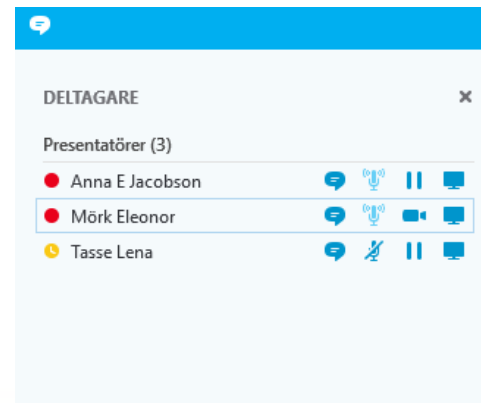 DELTAGARE
Presentatörer (3)
Anna E Jacobson
Mörk Eleonor
Tasse Lena